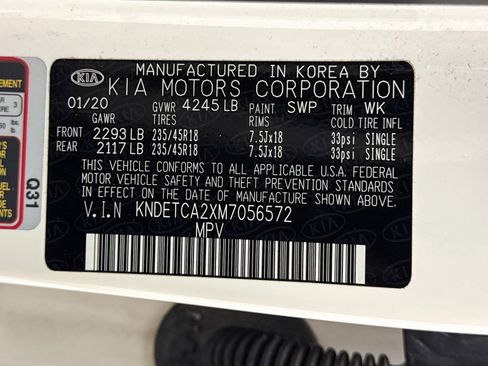 MANUFACTURED IN KOREA BY
KIA KIA MOTORS CORPORATION
01/20 GVWR 4245 LB PAINT SWP TRIM WK
GAWR TIRES RIMS COLD TIRE INFL
FRONT 2293 LB 235/45R18 7.5Jx18 33psi SINGLE
REAR 2117 LB 235/45R18 7.5Jx18 33psi SINGLE
THIS VEHICLE CONFORMS TO ALL APPLICABLE U.S.A. FEDERAL
MOTOR VEHICLE SAFETY AND THEFT PREVENTION STANDARDS
IN EFFECT ON THE DATE OF MANUFACTURE SHOWN ABOVE.
V.I.N KNDETCA2XM7056572
MPV
Q31
EMENT
3
60